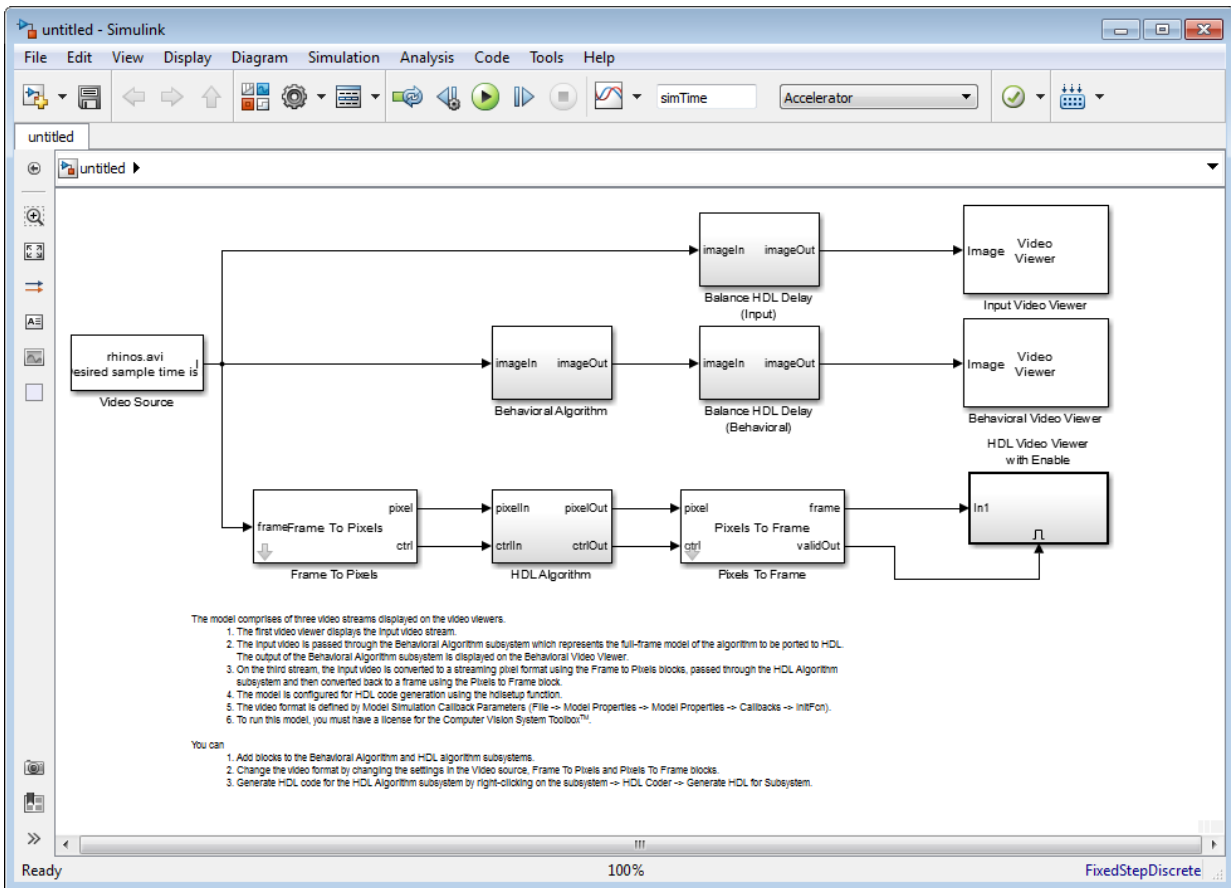 untitled - Simulink
File Edit View Display Diagram Simulation Analysis Code Tools Help
simTime Accelerator
untitled
untitled
imageIn imageOut
Balance HDL Delay
(Input)
Image Video
Viewer
Input Video Viewer
rhinos.avi
I
esired sample time is
Video Source
imageIn imageOut
Behavioral Algorithm
imageIn imageOut
Balance HDL Delay
(Behavioral)
Image Video
Viewer
Behavioral Video Viewer
HDL Video Viewer
with Enable
In1
frame Frame To Pixels
pixel
ctrl
Frame To Pixels
pixelIn pixelOut
ctrlIn ctrlOut
HDL Algorithm
pixel frame
Pixels To Frame
ctrl validOut
Pixels To Frame
The model comprises of three video streams displayed on the video viewers.
1. The first video viewer displays the input video stream.
2. The input video is passed through the Behavioral Algorithm subsystem which represents the full-frame model of the algorithm to be ported to HDL.
The output of the Behavioral Algorithm subsystem is displayed on the Behavioral Video Viewer.
3. On the third stream, the input video is converted to a streaming pixel format using the Frame to Pixels blocks, passed through the HDL Algorithm
subsystem and then converted back to a frame using the Pixels to Frame block.
4. The model is configured for HDL code generation using the hdlsetup function.
5. The video format is defined by Model Simulation Callback Parameters (File -> Model Properties -> Model Properties -> Callbacks -> InitFcn).
6. To run this model, you must have a license for the Computer Vision System Toolbox™.
You can
1. Add blocks to the Behavioral Algorithm and HDL algorithm subsystems.
2. Change the video format by changing the settings in the Video source, Frame To Pixels and Pixels To Frame blocks.
3. Generate HDL code for the HDL Algorithm subsystem by right-clicking on the subsystem -> HDL Coder -> Generate HDL for Subsystem.
Ready 100% FixedStepDiscrete